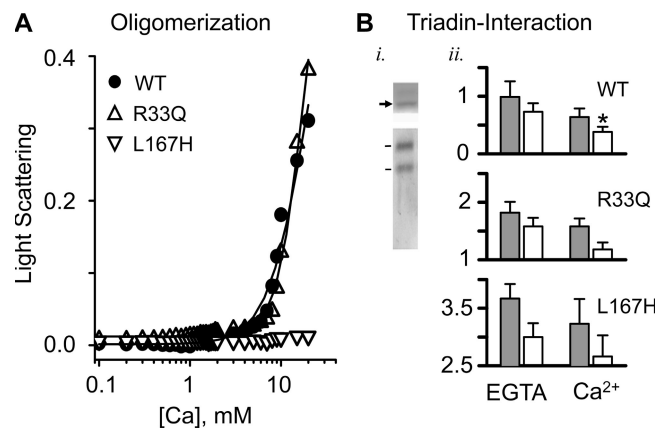 A Oligomerization
Light Scattering
0.4
0.2
0.0
WT
R33Q
L167H
0.1 1 10
[Ca], mM
B Triadin-Interaction
i.
ii.
1
0
WT
*
2
1
R33Q
3.5
2.5
L167H
EGTA Ca²⁺